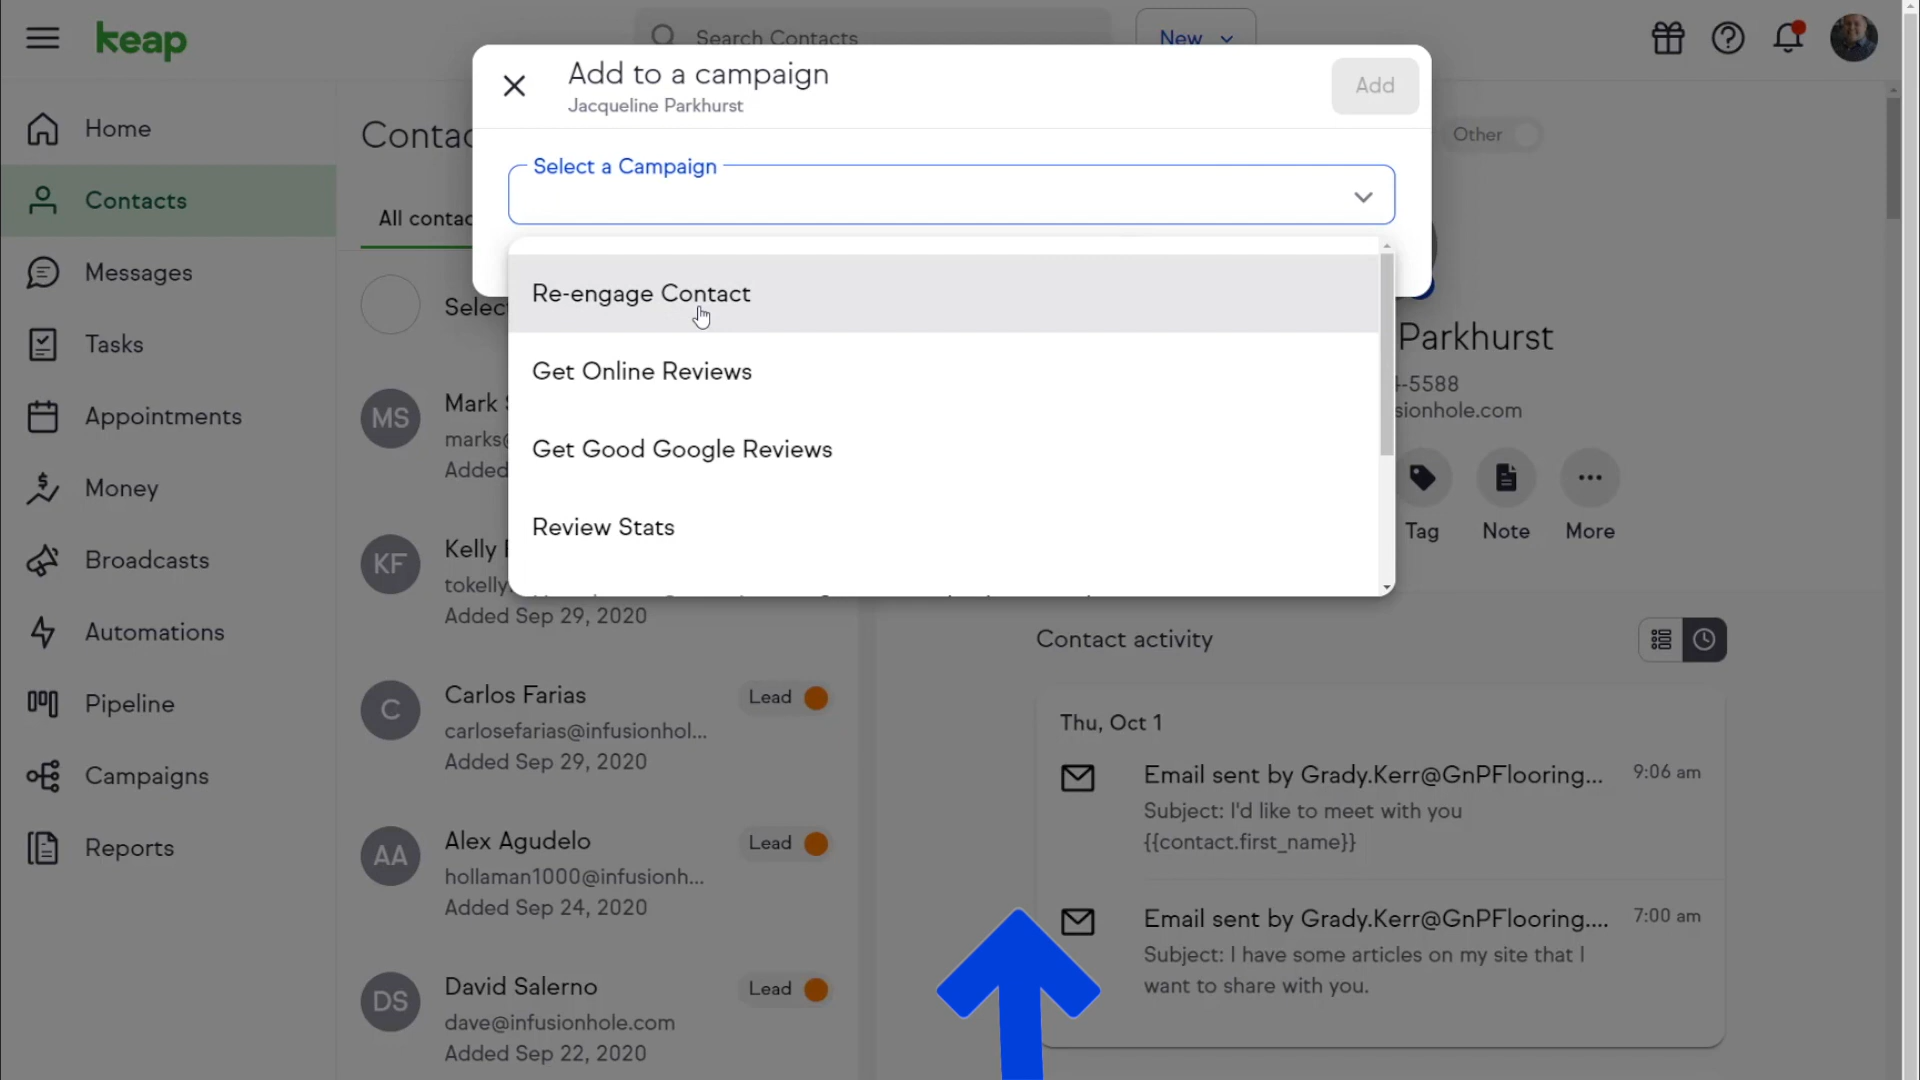 keap
Search Contacts
New
Add to a campaign
Jacqueline Parkhurst
Add
Select a Campaign
Re-engage Contact
Get Online Reviews
Get Good Google Reviews
Review Stats
Home
Contacts
Messages
Tasks
Appointments
Money
Broadcasts
Automations
Pipeline
Campaigns
Reports
All
MS
Mark
KF
Kelly
Added Sep 29, 2020
C
Carlos Farias
Lead
carlosefarias@infusionhol...
Added Sep 29, 2020
AA
Alex Agudelo
Lead
hollaman1000@infusionh...
Added Sep 24, 2020
DS
David Salerno
Lead
dave@infusionhole.com
Added Sep 22, 2020
Other
Parkhurst
-5588
sionhole.com
Tag
Note
More
Contact activity
Thu, Oct 1
Email sent by Grady.Kerr@GnPFlooring...
9:06 am
Subject: I'd like to meet with you
{{contact.first_name}}
Email sent by Grady.Kerr@GnPFlooring....
7:00 am
Subject: I have some articles on my site that I
want to share with you.